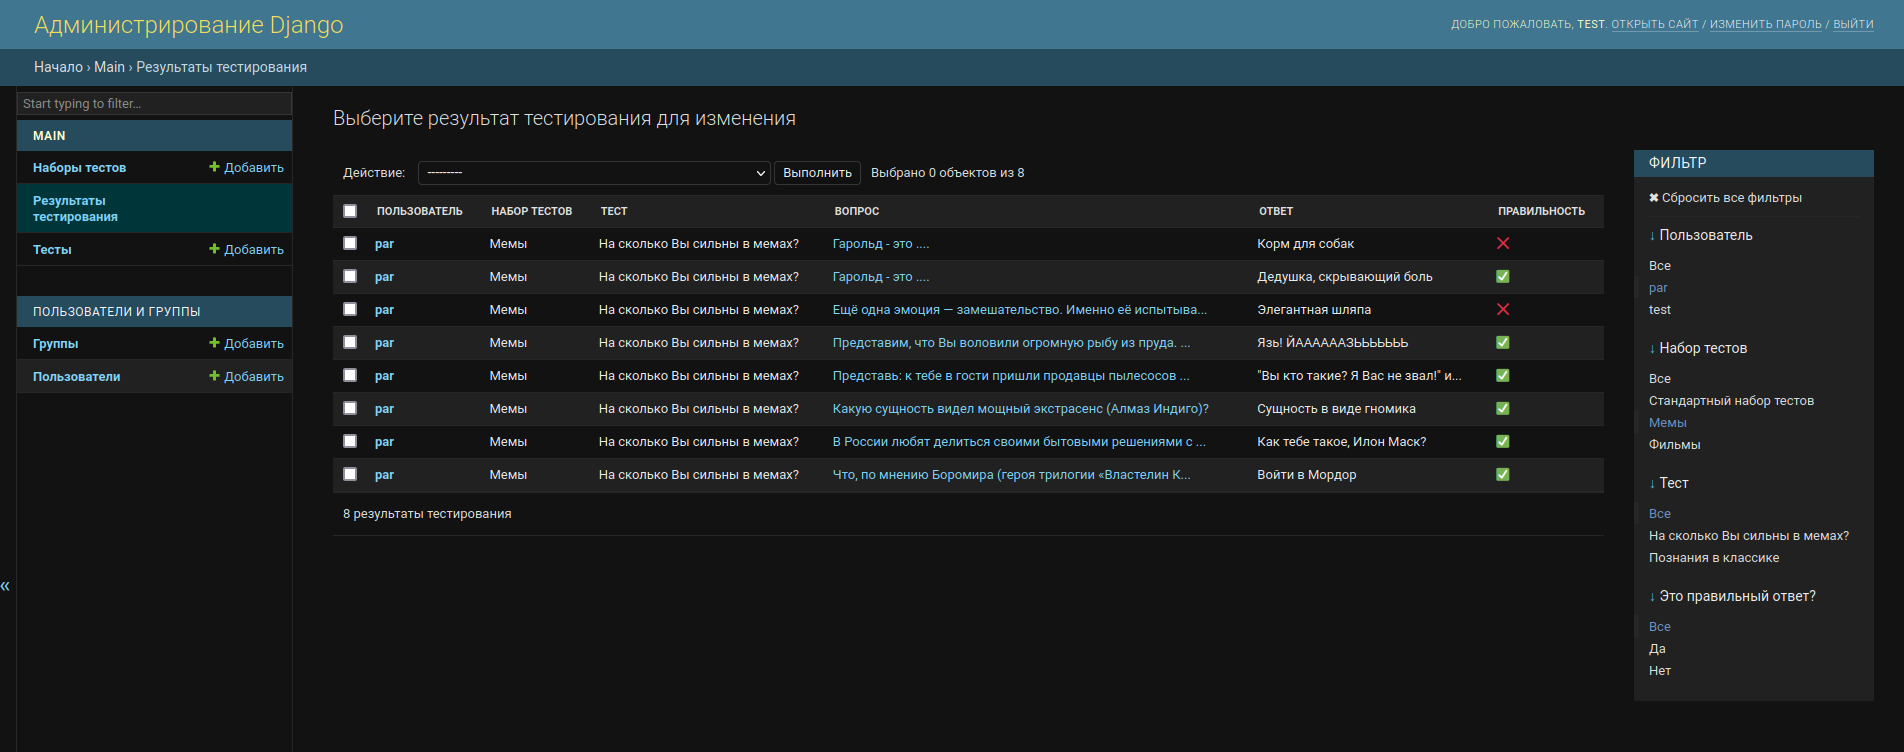 Администрирование Django
ДОБРО ПОЖАЛОВАТЬ, TEST. ОТКРЫТЬ САЙТ / ИЗМЕНИТЬ ПАРОЛЬ / ВЫЙТИ
Начало › Main › Результаты тестирования
Start typing to filter...
MAIN
Наборы тестов + Добавить
Результаты
тестирования
Тесты + Добавить
ПОЛЬЗОВАТЕЛИ И ГРУППЫ
Группы + Добавить
Пользователи + Добавить
«
Выберите результат тестирования для изменения
Действие: --------- Выполнить Выбрано 0 объектов из 8
ПОЛЬЗОВАТЕЛЬ НАБОР ТЕСТОВ ТЕСТ ВОПРОС ОТВЕТ ПРАВИЛЬНОСТЬ
par Мемы На сколько Вы сильны в мемах? Гарольд - это .... Корм для собак
par Мемы На сколько Вы сильны в мемах? Гарольд - это .... Дедушка, скрывающий боль
par Мемы На сколько Вы сильны в мемах? Ещё одна эмоция — замешательство. Именно её испытыва... Элегантная шляпа
par Мемы На сколько Вы сильны в мемах? Представим, что Вы воловили огромную рыбу из пруда. ... Язь! ЙАААААAЗЬЬЬЬЬЬЬ
par Мемы На сколько Вы сильны в мемах? Представь: к тебе в гости пришли продавцы пылесосов ... "Вы кто такие? Я Вас не звал!" и...
par Мемы На сколько Вы сильны в мемах? Какую сущность видел мощный экстрасенс (Алмаз Индиго)? Сущность в виде гномика
par Мемы На сколько Вы сильны в мемах? В России любят делиться своими бытовыми решениями с ... Как тебе такое, Илон Маск?
par Мемы На сколько Вы сильны в мемах? Что, по мнению Боромира (героя трилогии «Властелин К... Войти в Мордор
8 результаты тестирования
ФИЛЬТР
✖ Сбросить все фильтры
↓ Пользователь
Все
par
test
↓ Набор тестов
Все
Стандартный набор тестов
Мемы
Фильмы
↓ Тест
Все
На сколько Вы сильны в мемах?
Познания в классике
↓ Это правильный ответ?
Все
Да
Нет